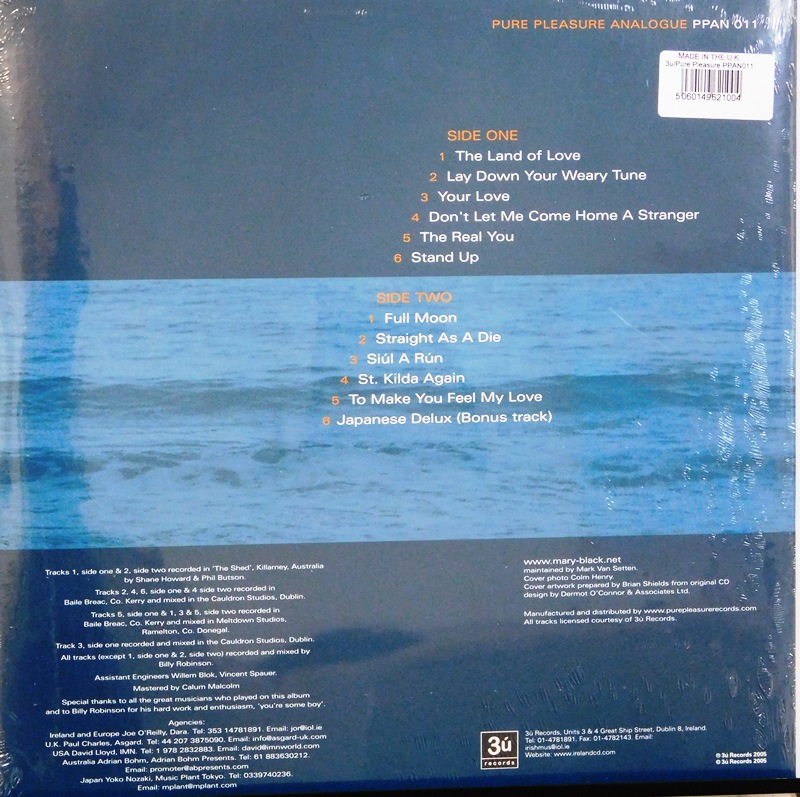 PURE PLEASURE ANALOGUE PPAN 011
MADE IN THE U.K
3u/Pure Pleasure PPAN011
5060149621004
SIDE ONE
1 The Land of Love
2 Lay Down Your Weary Tune
3 Your Love
4 Don't Let Me Come Home A Stranger
5 The Real You
6 Stand Up
SIDE TWO
1 Full Moon
2 Straight As A Die
3 Siúl A Rún
4 St. Kilda Again
5 To Make You Feel My Love
6 Japanese Delux (Bonus track)
Tracks 1, side one & 2, side two recorded in 'The Shed', Killarney, Australia
by Shane Howard & Phil Butson.
Tracks 2, 4, 6, side one & 4 side two recorded in
Baile Breac, Co. Kerry and mixed in the Cauldron Studios, Dublin.
Tracks 5, side one & 1, 3 & 5, side two recorded in
Baile Breac, Co. Kerry and mixed in Meltdown Studios,
Ramelton, Co. Donegal.
Track 3, side one recorded and mixed in the Cauldron Studios, Dublin.
All tracks (except 1, side one & 2, side two) recorded and mixed by
Billy Robinson.
Assistant Engineers Willem Blok, Vincent Spauer.
Mastered by Calum Malcolm
Special thanks to all the great musicians who played on this album
and to Billy Robinson for his hard work and enthusiasm, 'you're some boy'.
Agencies:
Ireland and Europe Joe O'Reilly, Dara. Tel: 353 14781891. Email: jor@iol.ie
U.K. Paul Charles, Asgard. Tel: 44 207 3875090. Email: info@asgard-uk.com
USA David Lloyd, IMN. Tel: 1 978 2832883. Email: david@imnworld.com
Australia Adrian Bohm, Adrian Bohm Presents. Tel: 61 883630212.
Email: promoter@abpresents.com
Japan Yoko Nozaki, Music Plant Tokyo. Tel: 0339740236.
Email: mplant@mplant.com
www.mary-black.net
maintained by Mark Van Setten.
Cover photo Colm Henry.
Cover artwork prepared by Brian Shields from original CD
design by Dermot O'Connor & Associates Ltd.
Manufactured and distributed by www.purepleasurerecords.com
All tracks licensed courtesy of 3ú Records.
3ú
records
3ú Records, Units 3 & 4 Great Ship Street, Dublin 8, Ireland.
Tel: 01-4781891. Fax: 01-4782143. Email:
irishmus@iol.ie
Website: www.irelandcd.com
℗ 3ú Records 2005
© 3ú Records 2005